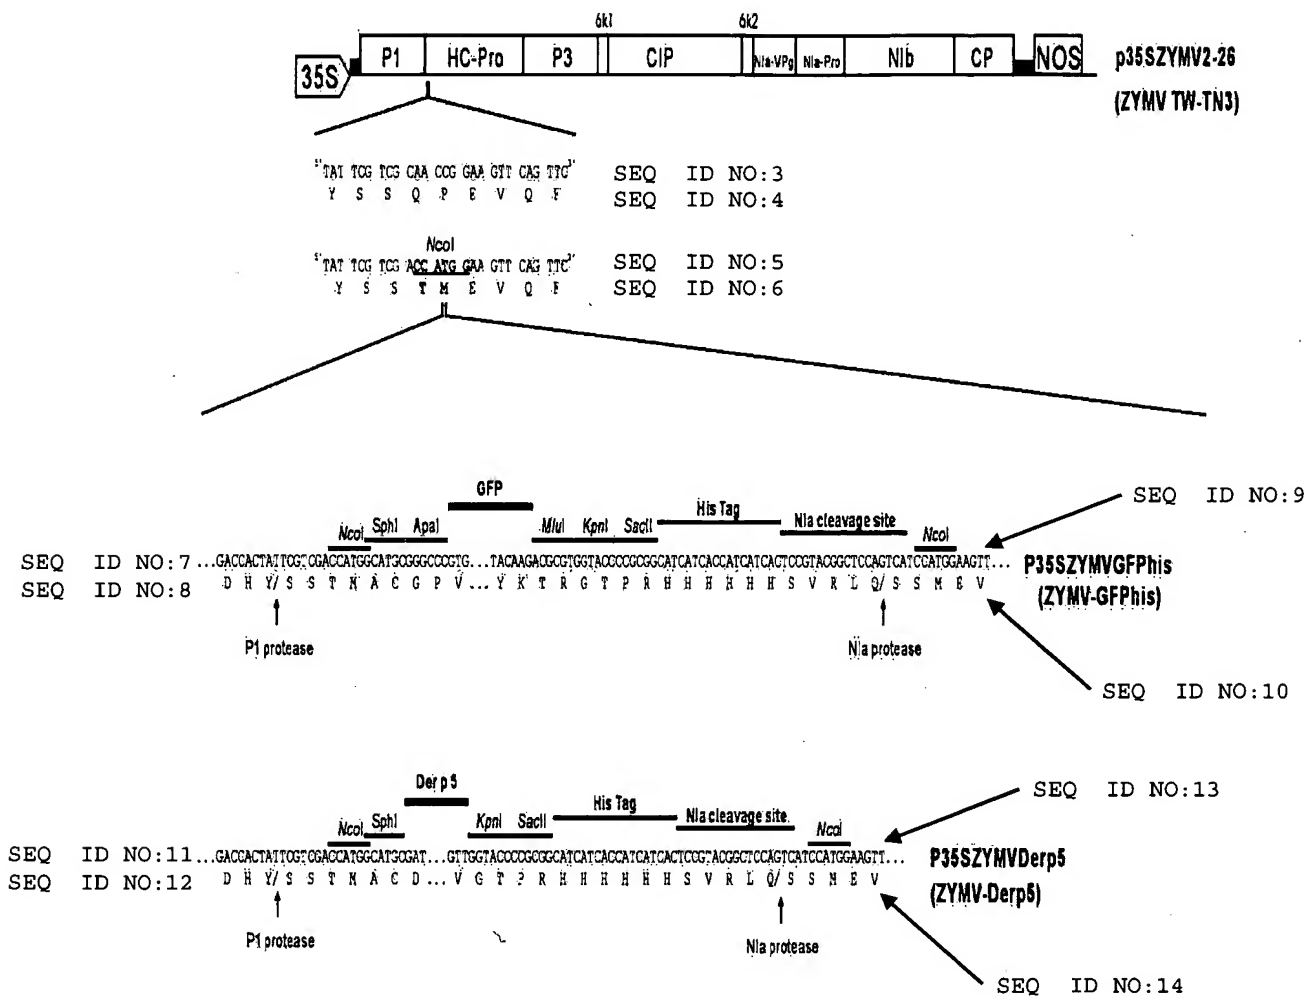 6k1 6k2
35S P1 HC-Pro P3 CIP NIa-VPg NIa-Pro NIb CP NOS p35SZYMV2-26
(ZYMV TW-TN3)
5'TAT TCG TCG CAA CCG GAA GTT CAG TTC3' SEQ ID NO:3
Y S S Q P E V Q F SEQ ID NO:4
NcoI
5'TAT TCG TCG ACC ATG GAA GTT CAG TTC3' SEQ ID NO:5
Y S S T M E V Q F SEQ ID NO:6
GFP
SEQ ID NO:9
NcoI SphI ApaI MluI KpnI SacII His Tag NIa cleavage site NcoI
SEQ ID NO:7 ...GACCACTATTCGTCGACCATGGCATGCGGGCCCGTG...TACAAGACGCGTGGTACCCCGCGGCATCATCACCATCATCACTCCGTACGGCTCCAGTCATCCATGGAAGTT... P35SZYMVGFPhis
SEQ ID NO:8 D H Y/ S S T M A C G P V...Y K T R G T P R H H H H H H S V R L Q/ S S M E V (ZYMV-GFPhis)
P1 protease NIa protease
SEQ ID NO:10
Der p 5
SEQ ID NO:13
NcoI SphI KpnI SacII His Tag NIa cleavage site NcoI
SEQ ID NO:11 ...GACCACTATTCGTCGACCATGGCATGCGAT...GTTGGTACCCCGCGGCATCATCACCATCATCACTCCGTACGGCTCCAGTCATCCATGGAAGTT... P35SZYMVDerp5
SEQ ID NO:12 D H Y/ S S T M A C D ...V G T P R H H H H H H S V R L Q/ S S M E V (ZYMV-Derp5)
P1 protease NIa protease
SEQ ID NO:14